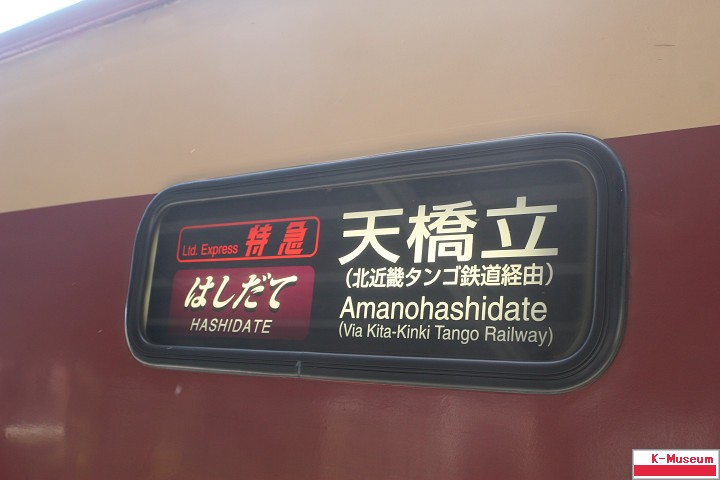 Ltd. Express 特急
はしだて
HASHIDATE
天橋立
(北近畿タンゴ鉄道経由)
Amanohashidate
(Via Kita-Kinki Tango Railway)
K-Museum